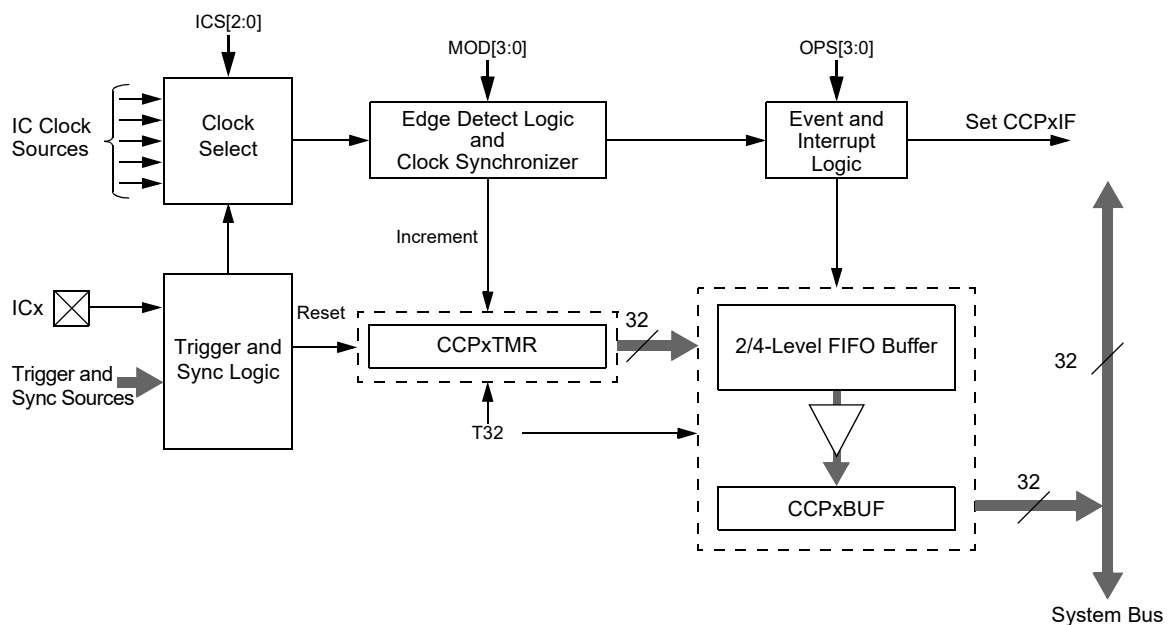 ICS[2:0]
MOD[3:0]
OPS[3:0]
IC Clock
Sources
Clock
Select
Edge Detect Logic
and
Clock Synchronizer
Event and
Interrupt
Logic
Set CCPxIF
Increment
ICx
Reset
Trigger and
Sync Logic
Trigger and
Sync Sources
CCPxTMR
32
2/4-Level FIFO Buffer
32
T32
CCPxBUF
32
System Bus